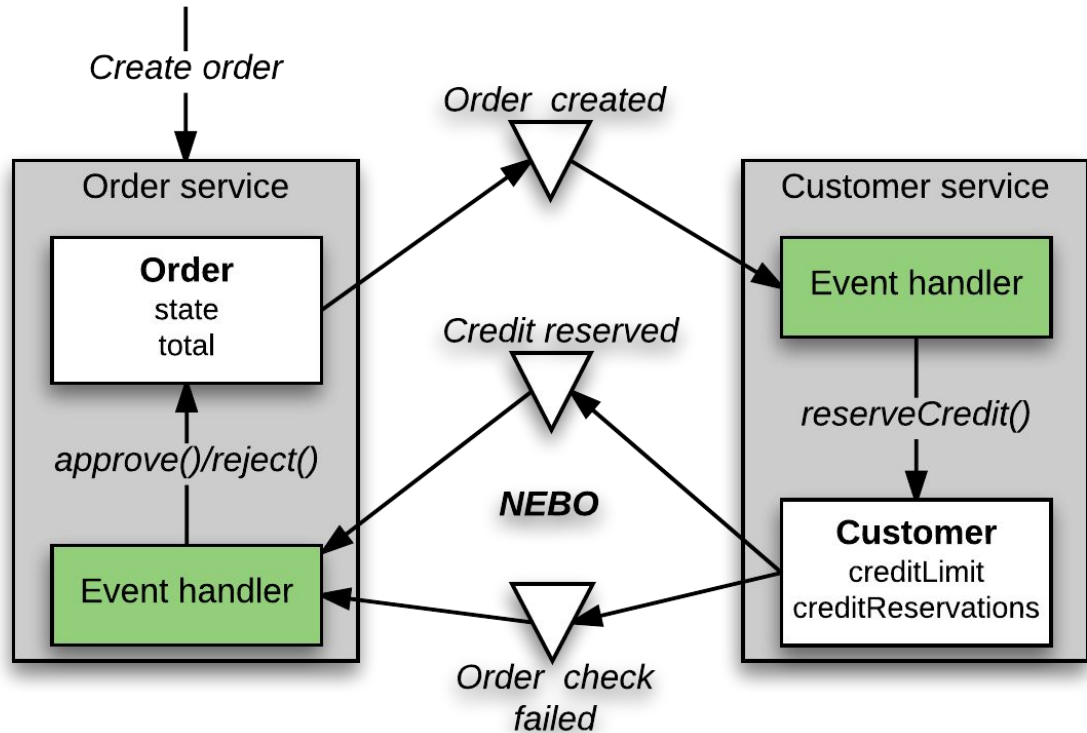 Create order
Order created
Order service
Order
state
total
approve()/reject()
Event handler
Credit reserved
NEBO
Order check
failed
Customer service
Event handler
reserveCredit()
Customer
creditLimit
creditReservations